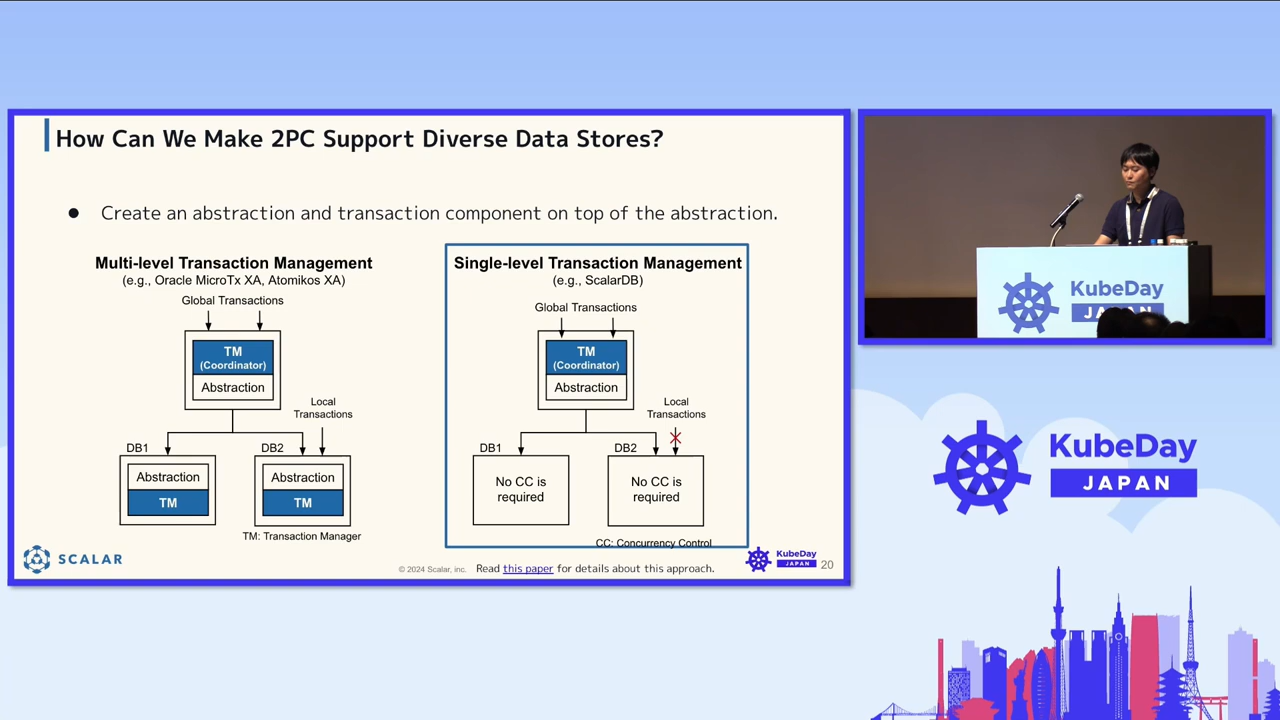 How Can We Make 2PC Support Diverse Data Stores?
● Create an abstraction and transaction component on top of the abstraction.
Multi-level Transaction Management
(e.g., Oracle MicroTx XA, Atomikos XA)
Global Transactions
TM
(Coordinator)
Abstraction
Local
Transactions
DB1
DB2
Abstraction
TM
Abstraction
TM
TM: Transaction Manager
Single-level Transaction Management
(e.g., ScalarDB)
Global Transactions
TM
(Coordinator)
Abstraction
Local
Transactions
DB1
DB2
No CC is
required
No CC is
required
CC: Concurrency Control
SCALAR
© 2024 Scalar, inc.
Read this paper for details about this approach.
KubeDay
JAPAN
20
KubeDay
KubeDay
JAPAN